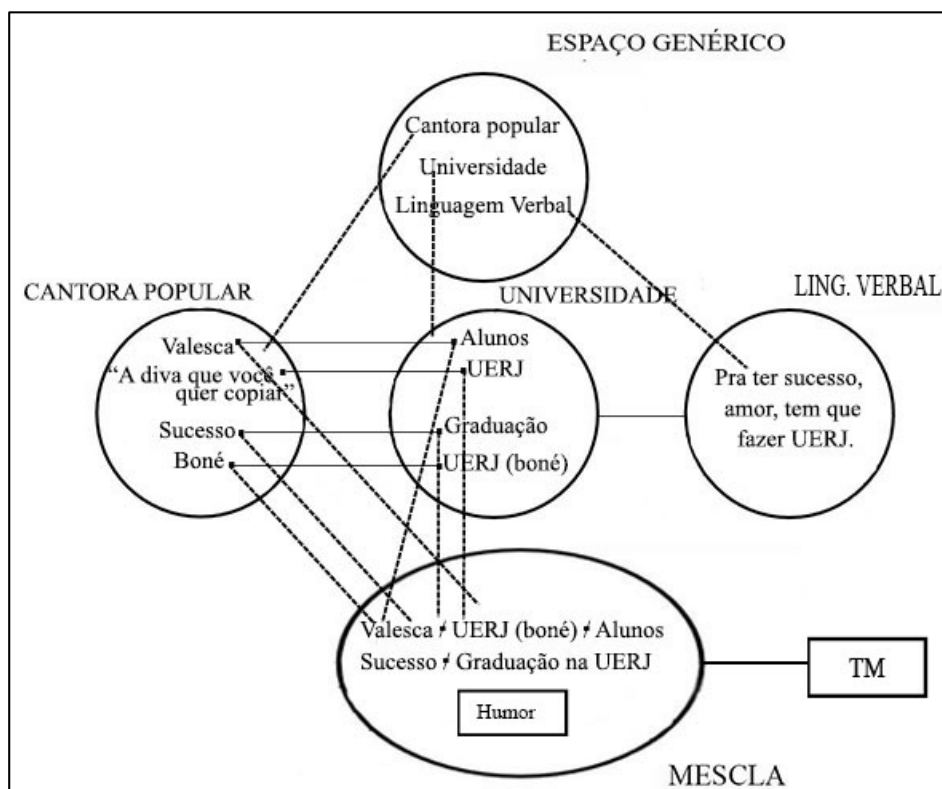 ESPAÇO GENÉRICO
Cantora popular
Universidade
Linguagem Verbal
CANTORA POPULAR
Valesca
“A diva que você
quer copiar”
Sucesso
Boné
UNIVERSIDADE
Alunos
UERJ
Graduação
UERJ (boné)
LING. VERBAL
Pra ter sucesso,
amor, tem que
fazer UERJ.
Valesca / UERJ (boné) / Alunos
Sucesso / Graduação na UERJ
Humor
TM
MESCLA